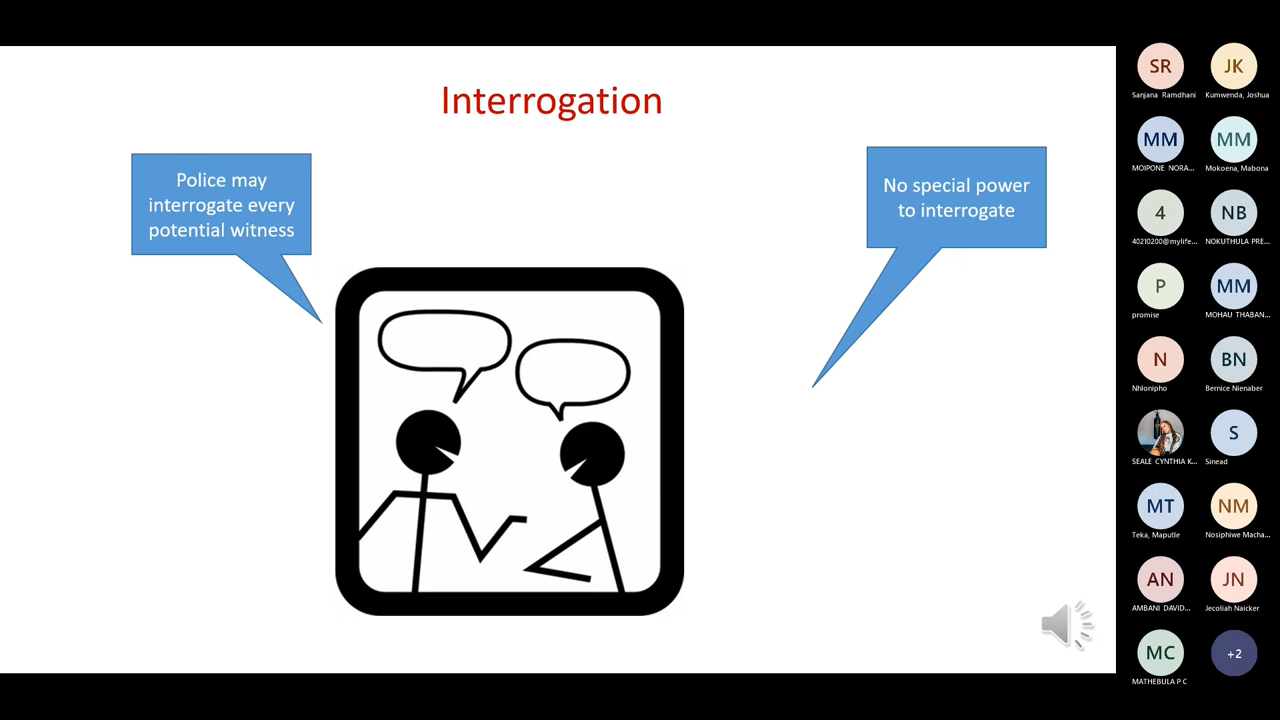 Interrogation
Police may
interrogate every
potential witness
No special power
to interrogate
SR
Sanjana Ramdhani
JK
Kumwenda, Joshua
MM
MOIPONE NORA...
MM
Mokoena, Mabona
4
40210200@mylife...
NB
NOKUTHULA PRE...
P
promise
MM
MOHAU THABAN...
N
Nhlonipho
BN
Bernice Nienaber
SEALE CYNTHIA K...
S
Sinead
MT
Teka, Maputle
NM
Nosiphiwe Macha...
AN
AMBANI DAVID...
JN
Jecoliah Naicker
MC
MATHEBULA P C
+2